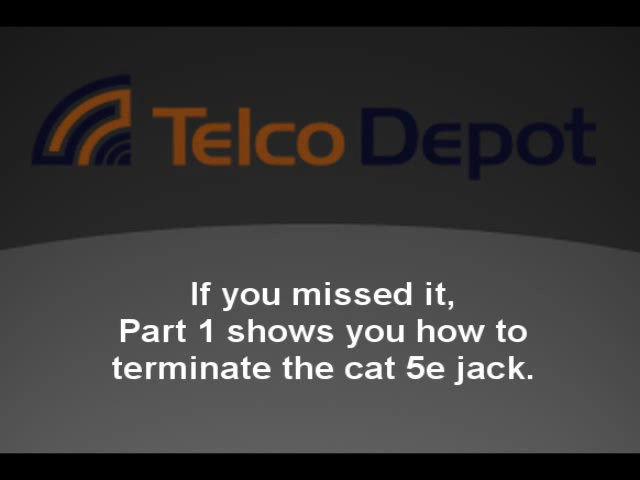 Telco Depot
If you missed it,
Part 1 shows you how to
terminate the cat 5e jack.